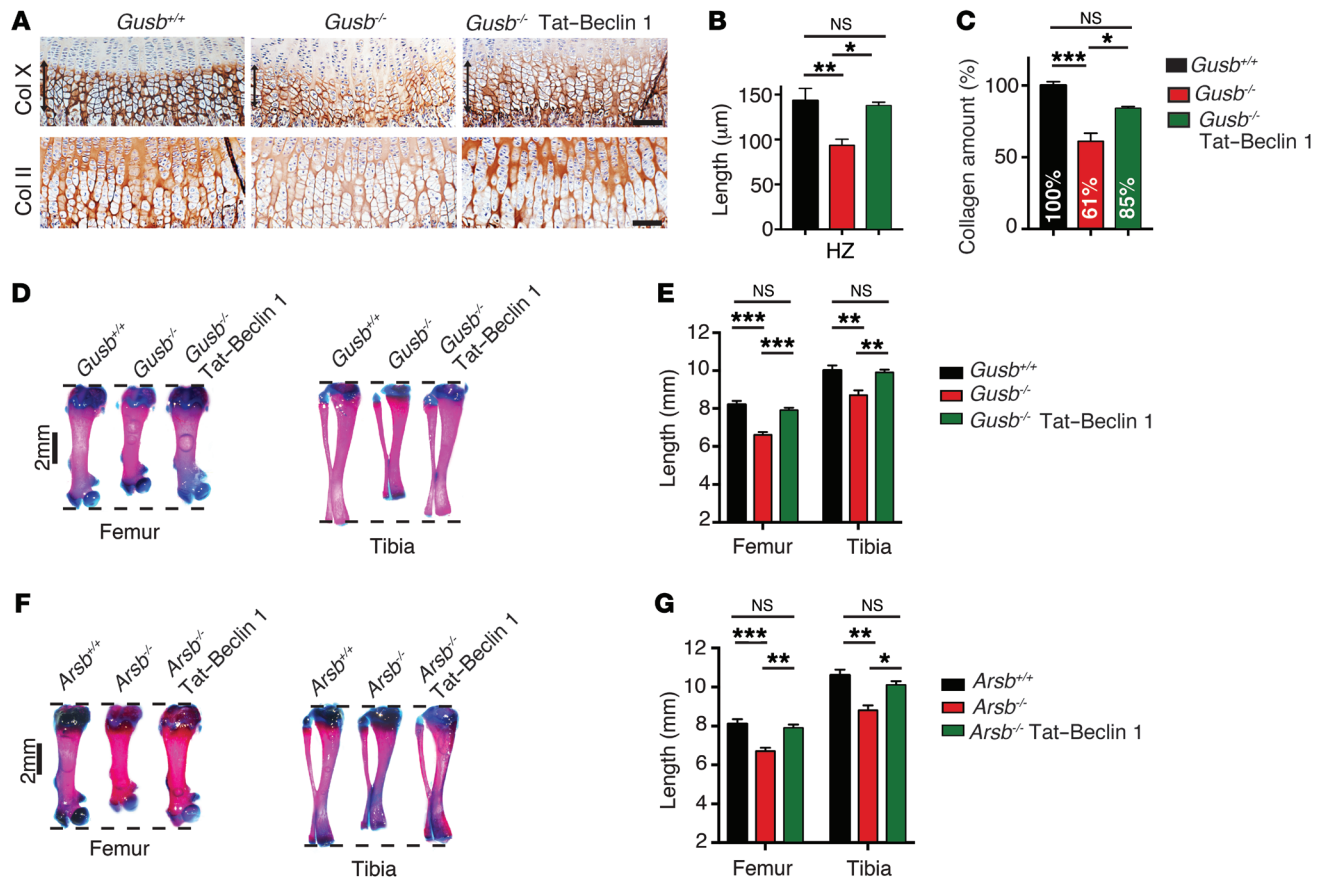 A
Gusb+/+
Gusb-/-
Gusb-/- Tat–Beclin 1
Col X
Col II
B
NS
*
**
150
100
50
0
Length (μm)
HZ
C
NS
*
***
100
50
0
Collagen amount (%)
100%
61%
85%
Gusb+/+
Gusb-/-
Gusb-/-
Tat–Beclin 1
D
Gusb+/+
Gusb-/-
Gusb-/-
Tat–Beclin 1
2mm
Femur
Gusb+/+
Gusb-/-
Gusb-/-
Tat–Beclin 1
Tibia
E
NS
NS
***
**
***
**
12
10
8
6
4
2
Length (mm)
Femur
Tibia
Gusb+/+
Gusb-/-
Gusb-/- Tat–Beclin 1
F
Arsb+/+
Arsb-/-
Arsb-/-
Tat–Beclin 1
2mm
Femur
Arsb+/+
Arsb-/-
Arsb-/-
Tat–Beclin 1
Tibia
G
NS
NS
***
**
**
*
12
10
8
6
4
2
Length (mm)
Femur
Tibia
Arsb+/+
Arsb-/-
Arsb-/- Tat–Beclin 1